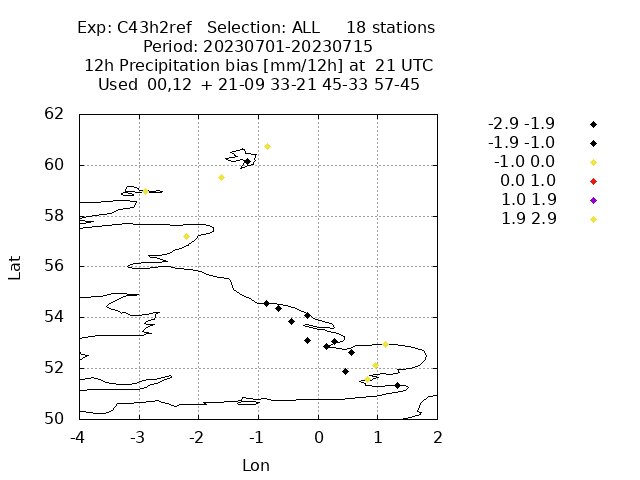 Exp: C43h2ref   Selection: ALL     18 stations
Period: 20230701-20230715
12h Precipitation bias [mm/12h] at  21 UTC
Used  00,12  + 21-09 33-21 45-33 57-45
-2.9 -1.9
-1.9 -1.0
-1.0 0.0
0.0 1.0
1.0 1.9
1.9 2.9
62
60
58
56
54
52
50
Lat
-4 -3 -2 -1 0 1 2
Lon